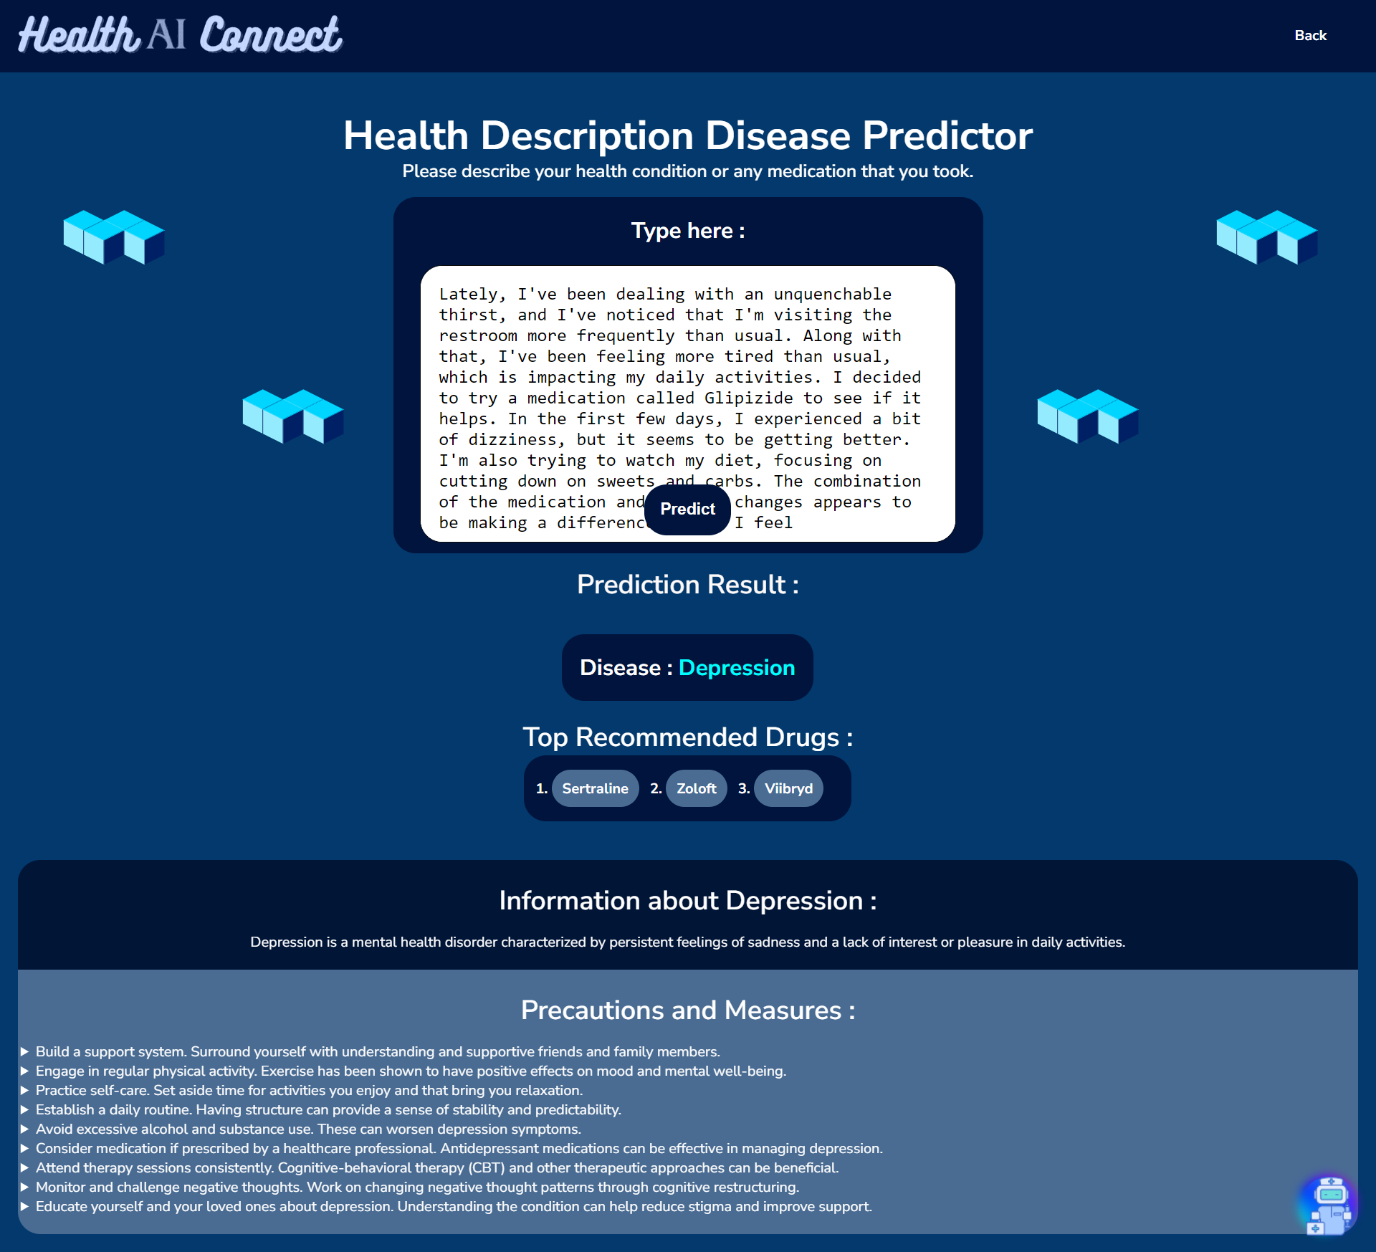 Health AI Connect
Back
Health Description Disease Predictor
Please describe your health condition or any medication that you took.
Type here :
Lately, I've been dealing with an unquenchable
thirst, and I've noticed that I'm visiting the
restroom more frequently than usual. Along with
that, I've been feeling more tired than usual,
which is impacting my daily activities. I decided
to try a medication called Glipizide to see if it
helps. In the first few days, I experienced a bit
of dizziness, but it seems to be getting better.
I'm also trying to watch my diet, focusing on
cutting down on sweets and carbs. The combination
of the medication and changes appears to
be making a difference I feel
Predict
Prediction Result :
Disease : Depression
Top Recommended Drugs :
1. Sertraline 2. Zoloft 3. Viibryd
Information about Depression :
Depression is a mental health disorder characterized by persistent feelings of sadness and a lack of interest or pleasure in daily activities.
Precautions and Measures :
Build a support system. Surround yourself with understanding and supportive friends and family members.
Engage in regular physical activity. Exercise has been shown to have positive effects on mood and mental well-being.
Practice self-care. Set aside time for activities you enjoy and that bring you relaxation.
Establish a daily routine. Having structure can provide a sense of stability and predictability.
Avoid excessive alcohol and substance use. These can worsen depression symptoms.
Consider medication if prescribed by a healthcare professional. Antidepressant medications can be effective in managing depression.
Attend therapy sessions consistently. Cognitive-behavioral therapy (CBT) and other therapeutic approaches can be beneficial.
Monitor and challenge negative thoughts. Work on changing negative thought patterns through cognitive restructuring.
Educate yourself and your loved ones about depression. Understanding the condition can help reduce stigma and improve support.